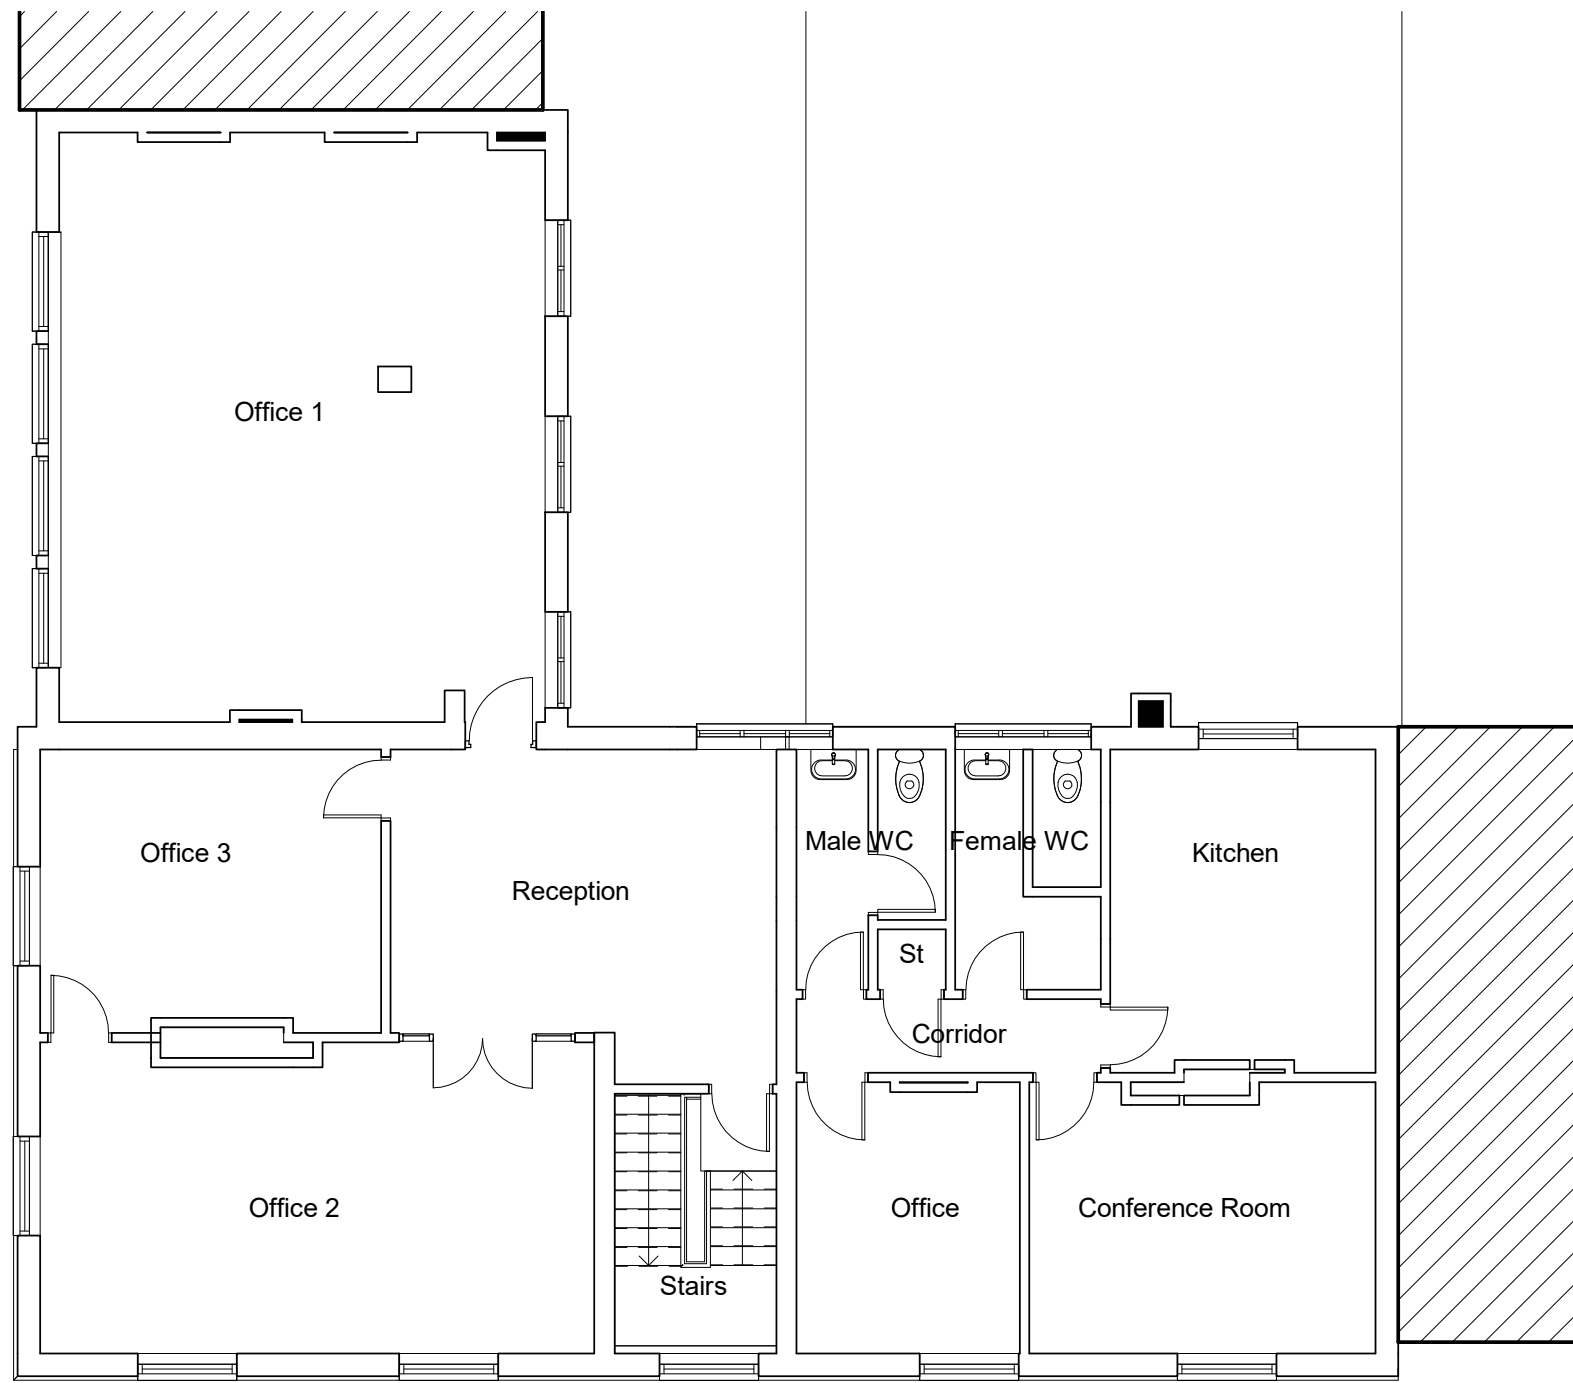 Office 1
Office 3
Reception
Male WC
Female WC
Kitchen
St
Corridor
Office 2
Office
Conference Room
Stairs